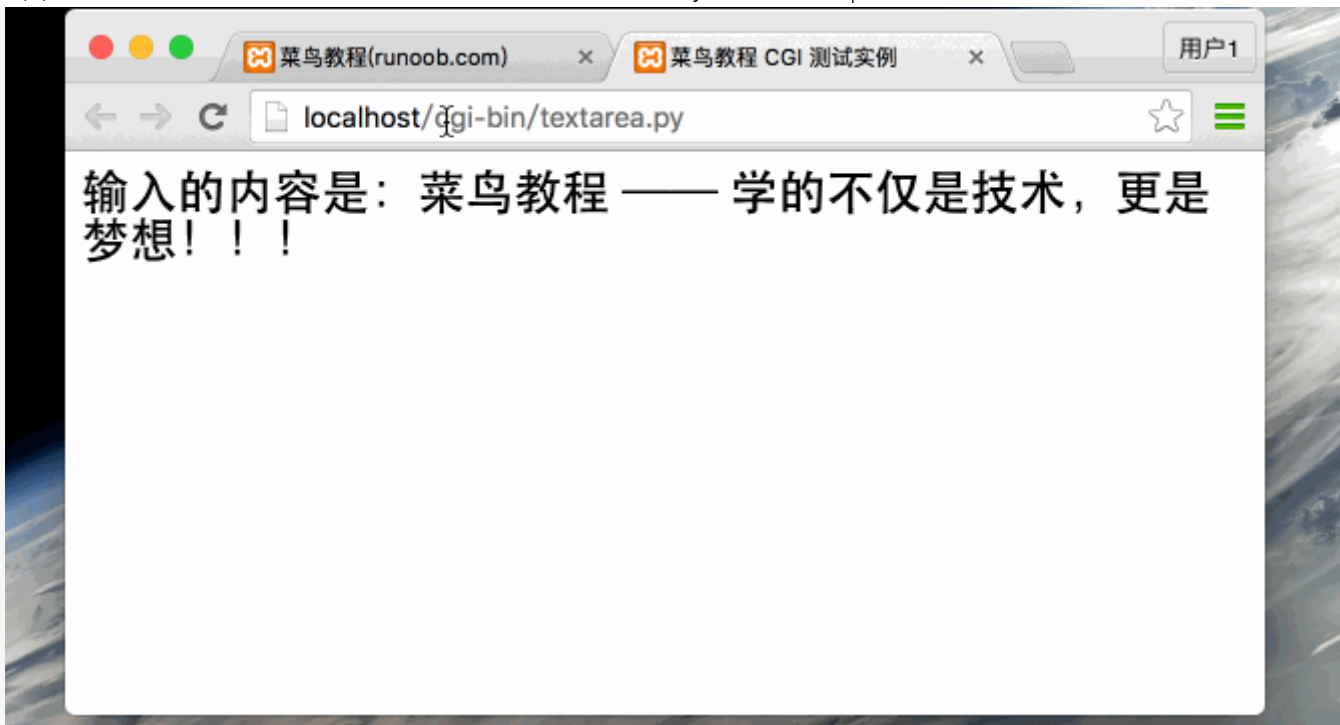 菜鸟教程(runoob.com)
菜鸟教程 CGI 测试实例
用户1
localhost/cgi-bin/textarea.py
输入的内容是：菜鸟教程 —— 学的不仅是技术，更是
梦想！！！